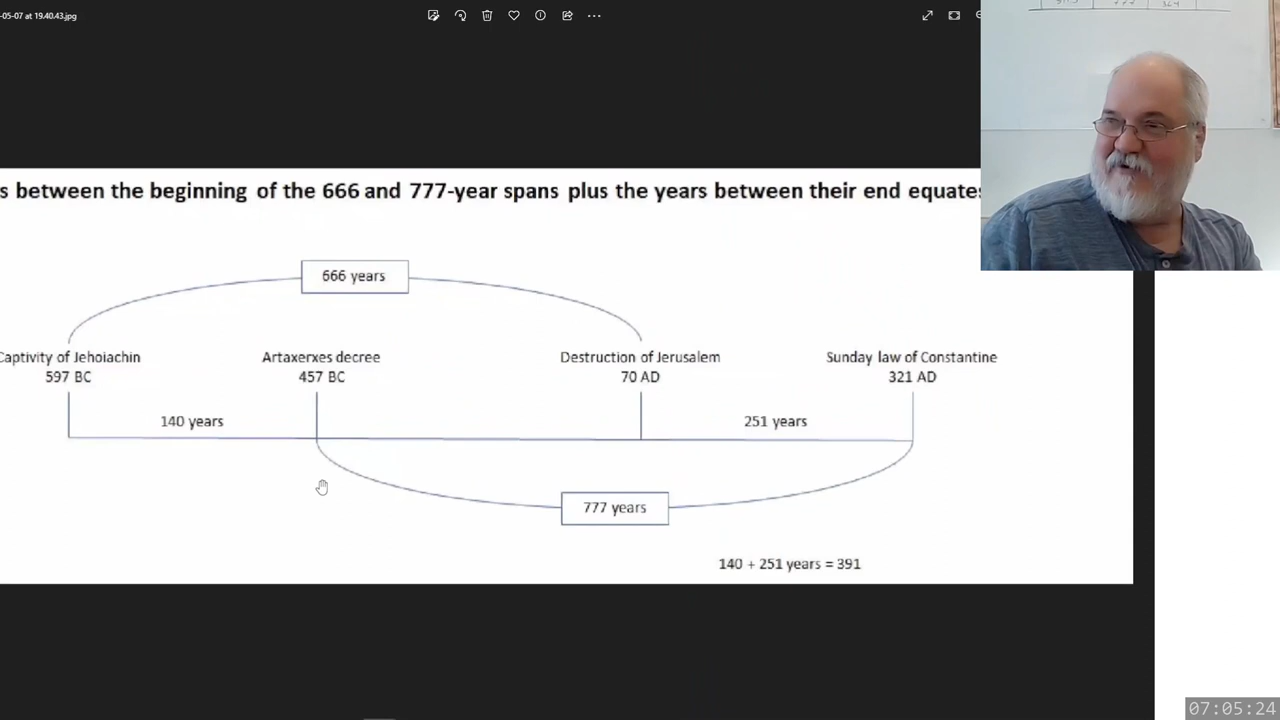 -05-07 at 19.40.43.jpg
s between the beginning of the 666 and 777-year spans plus the years between their end equates
666 years
Captivity of Jehoiachin
597 BC
Artaxerxes decree
457 BC
Destruction of Jerusalem
70 AD
Sunday law of Constantine
321 AD
140 years
251 years
777 years
140 + 251 years = 391
07:05:24